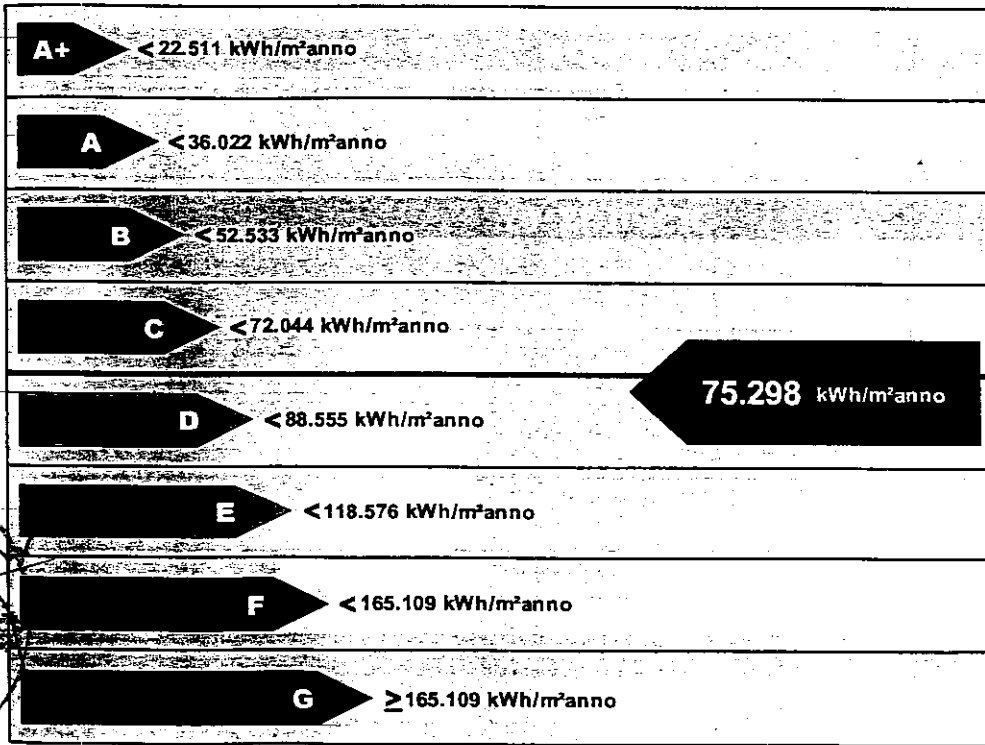 A+ < 22.511 kWh/m²anno
A < 36.022 kWh/m²anno
B < 52.533 kWh/m²anno
C < 72.044 kWh/m²anno
75.298 kWh/m²anno
D < 88.555 kWh/m²anno
E < 118.576 kWh/m²anno
F < 165.109 kWh/m²anno
G ≥ 165.109 kWh/m²anno